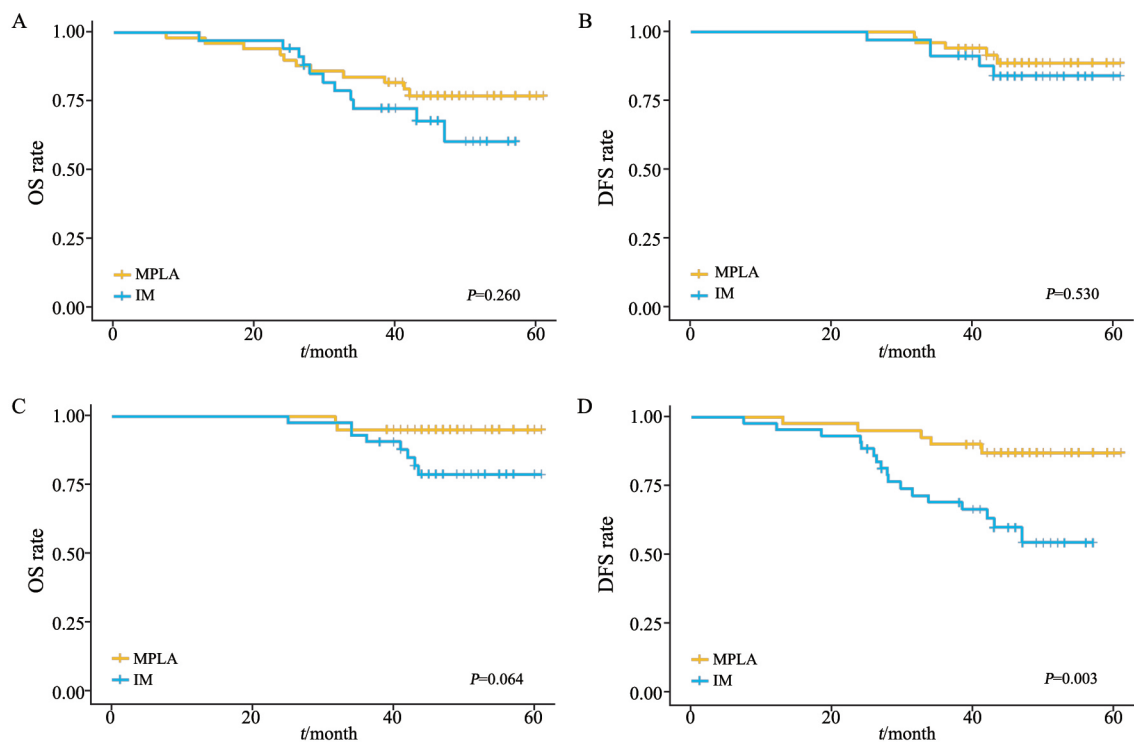 A
1.00
0.75
0.50
0.25
0.00
OS rate
MPLA
IM
P=0.260
0 20 40 60
t/month
B
1.00
0.75
0.50
0.25
0.00
DFS rate
MPLA
IM
P=0.530
0 20 40 60
t/month
C
1.00
0.75
0.50
0.25
0.00
OS rate
MPLA
IM
P=0.064
0 20 40 60
t/month
D
1.00
0.75
0.50
0.25
0.00
DFS rate
MPLA
IM
P=0.003
0 20 40 60
t/month